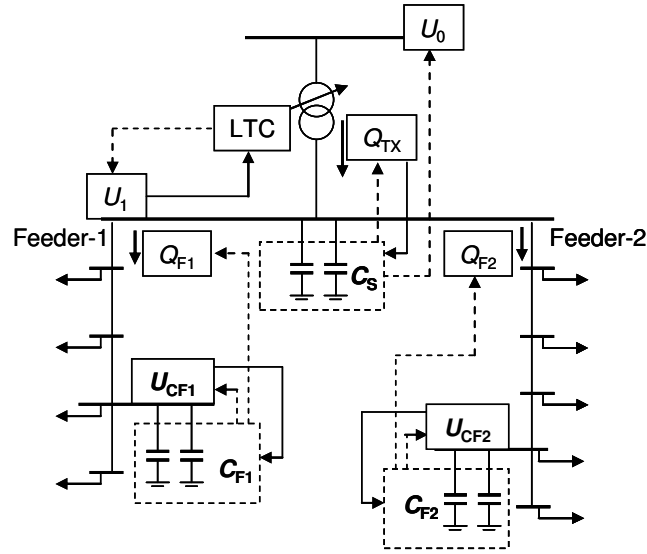 U0
LTC
QTX
U1
Feeder-1
QF1
CS
QF2
Feeder-2
UCF1
CF1
UCF2
CF2